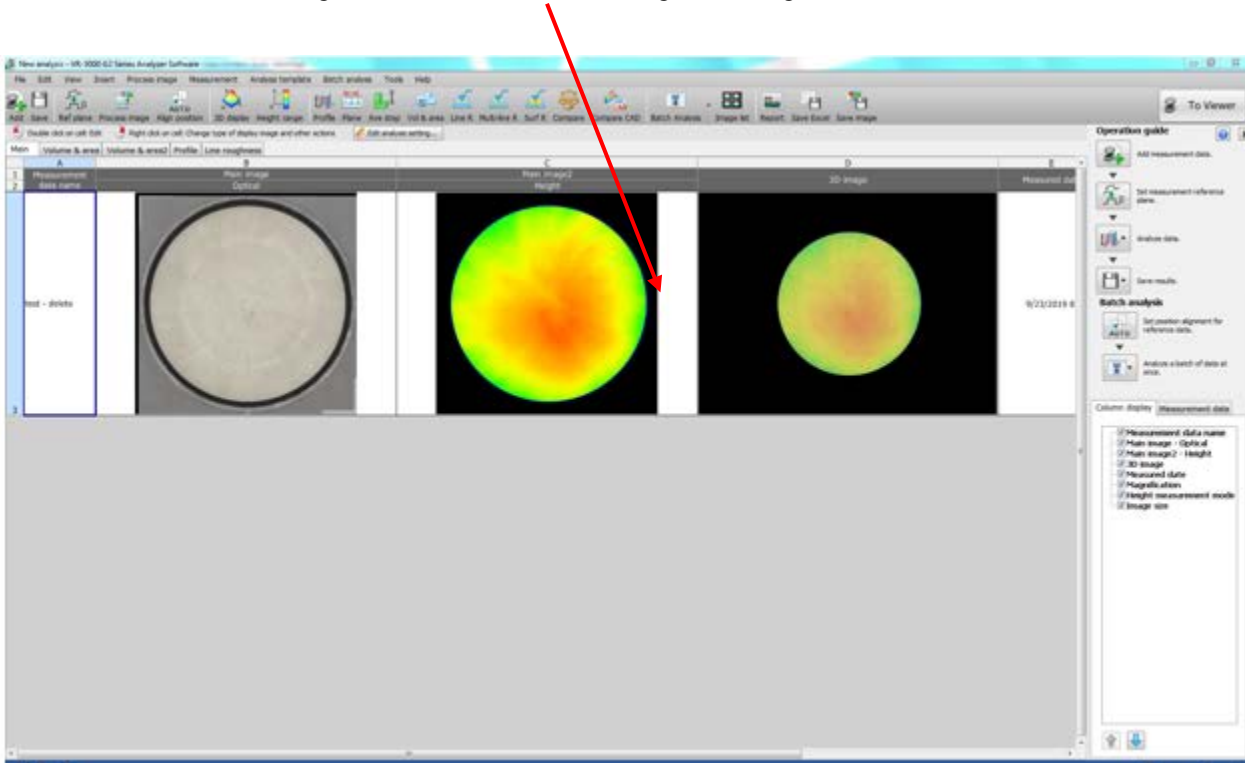 New analysis - VR-3000 G2 Series Analyzer Software
File Edit View Insert Process image Measurement Analysis template Batch analysis Tools Help
Add Save Ref plane Process image Align position 3D display Height range Profile Plane Ave step Vol & area Line R Multi-line R Surf R Compare Compare CAD Batch Analysis Image list Report Save Excel Save image
To Viewer
Double click on cell: Edit Right click on cell: Change type of display image and other actions Edit analysis setting...
Main Volume & area Volume & area2 Profile Line roughness
A B C D E
1 Measurement Main image Main image2 3D image Measured dat
2 data name Optical Height
test - delete
9/23/2019 8
3
Operation guide
Add measurement data.
Set measurement reference
plane.
Analyze data.
Save results.
Batch analysis
AUTO
Set position alignment for
reference data.
Analyze a batch of data at
once.
Column display Measurement data
Measurement data name
Main image - Optical
Main image2 - Height
3D image
Measured date
Magnification
Height measurement mode
Image size